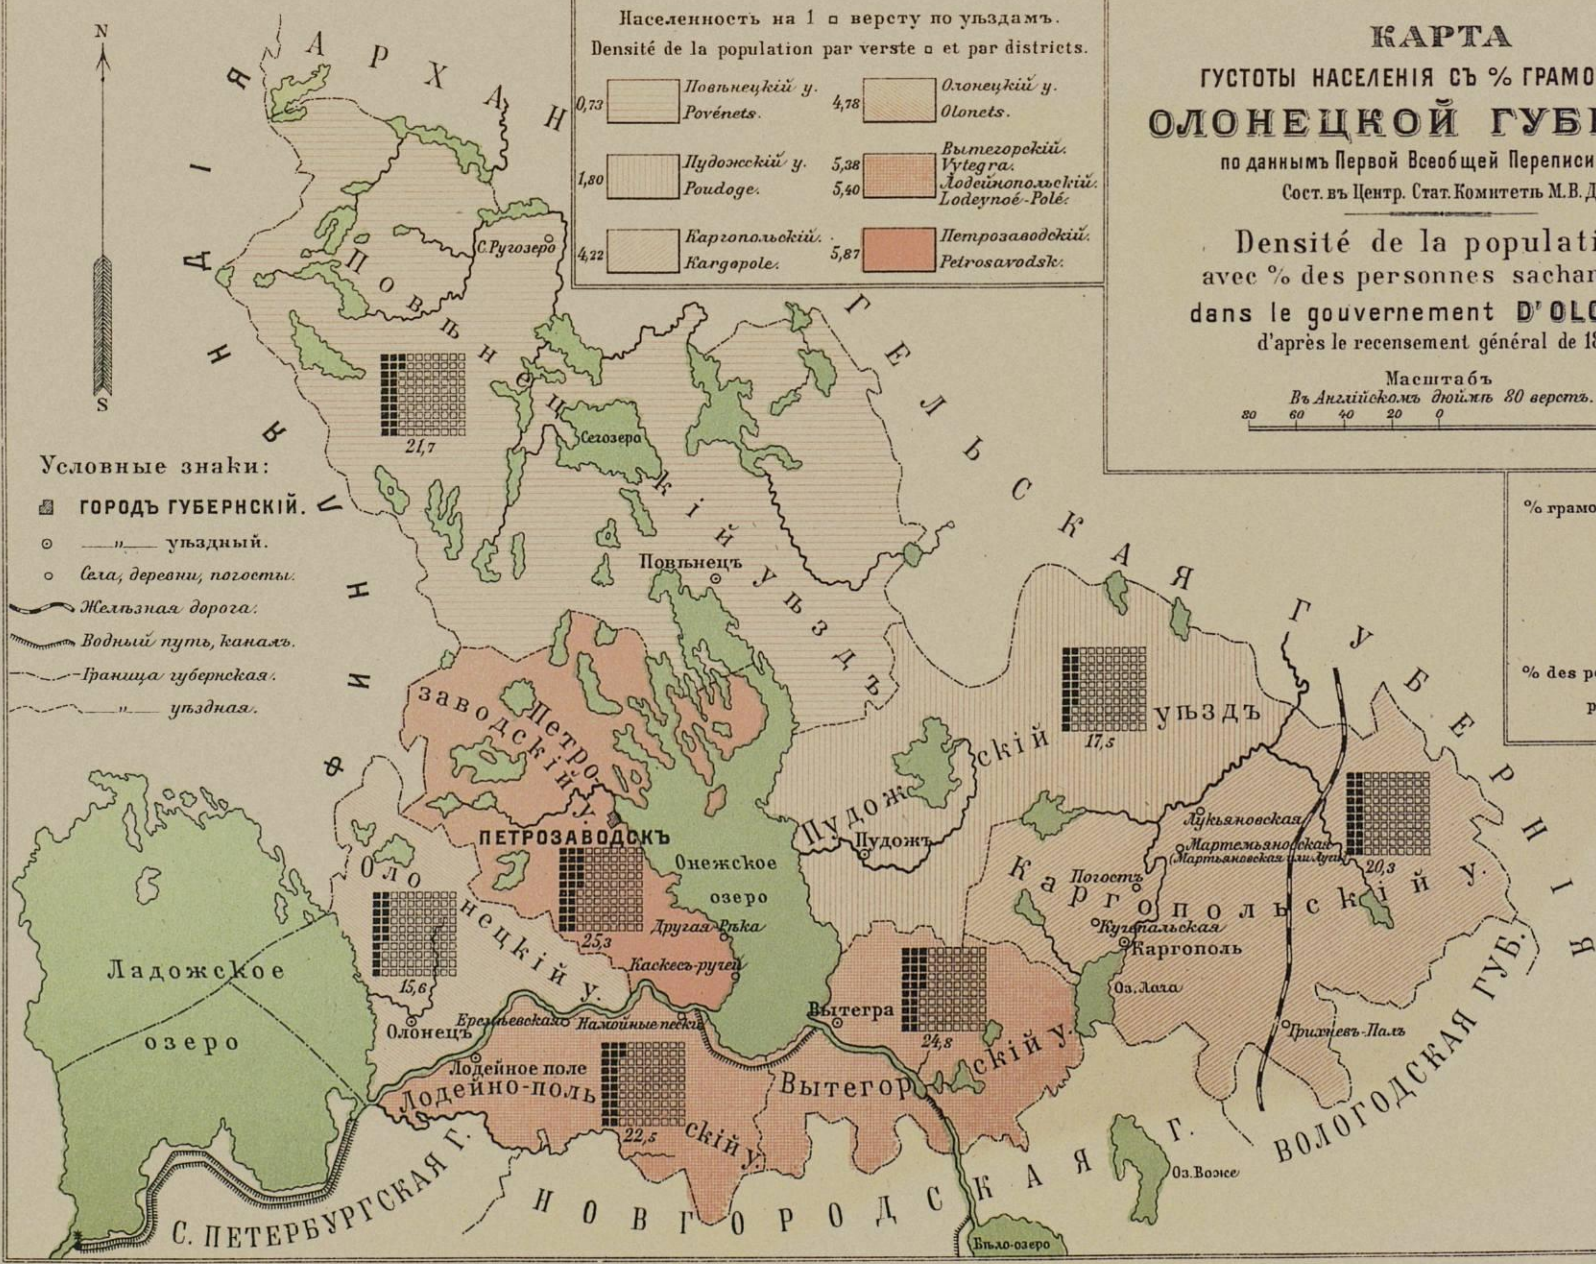 N
S
Населенность на 1 □ версту по уѣздамъ.
Densité de la population par verste □ et par districts.
0,73
Повѣнецкій у.
Povénets.
4,78
Олонецкій у.
Olonets.
1,80
Пудожскій у.
Poudoge.
5,38
5,40
Вытегорскій.
Vytegra.
Лодейнопольскій.
Lodeynoé-Polé.
4,22
Каргопольскій.
Kargopole.
5,87
Петрозаводскій.
Petrosavodsk.
КАРТА
ГУСТОТЫ НАСЕЛЕНІЯ СЪ % ГРАМО
ОЛОНЕЦКОЙ ГУБ
по даннымъ Первой Всеобщей Переписи
Сост. въ Центр. Стат. Комитетѣ М.В.Д
Densité de la populati
avec % des personnes sachan
dans le gouvernement D'OLO
d'après le recensement général de 18
Масштабъ
Въ Англійскомъ дюймѣ 80 верстъ.
80 60 40 20 0
% грамо
% des pe
р
Условные знаки:
ГОРОДЪ ГУБЕРНСКІЙ.
—„— уѣздный.
Села, деревни, погосты.
Желѣзная дорога.
Водный путь, каналъ.
Граница губернская.
„ уѣздная.
АРХАНГЕЛЬСКАЯ ГУБЕРНІЯ
ФИНЛЯНДІЯ
Повѣнецкій уѣздъ
С.Ругозеро
21,7
Сегозеро
Повѣнецъ
Петрозаводскій у.
ПЕТРОЗАВОДСКЪ
25,3
Онежское
озеро
Другая Рѣка
Каскесъ-ручей
Пудожскій уѣздъ
17,5
Пудожъ
Каргопольскій у.
20,3
Лукьяновская
Мартемьяновская
Погостъ
Каргополь
Оз. Лача
Олонецкій у.
15,6
Олонецъ
Намойные пески
Ладожское
озеро
Лодейное поле
Лодейно-польскій у.
22,5
Вытегра
24,8
Вытегорскій у.
Оз. Воже
Бѣло-озеро
С. ПЕТЕРБУРГСКАЯ Г.
НОВГОРОДСКАЯ Г.
ВОЛОГОДСКАЯ ГУБ.